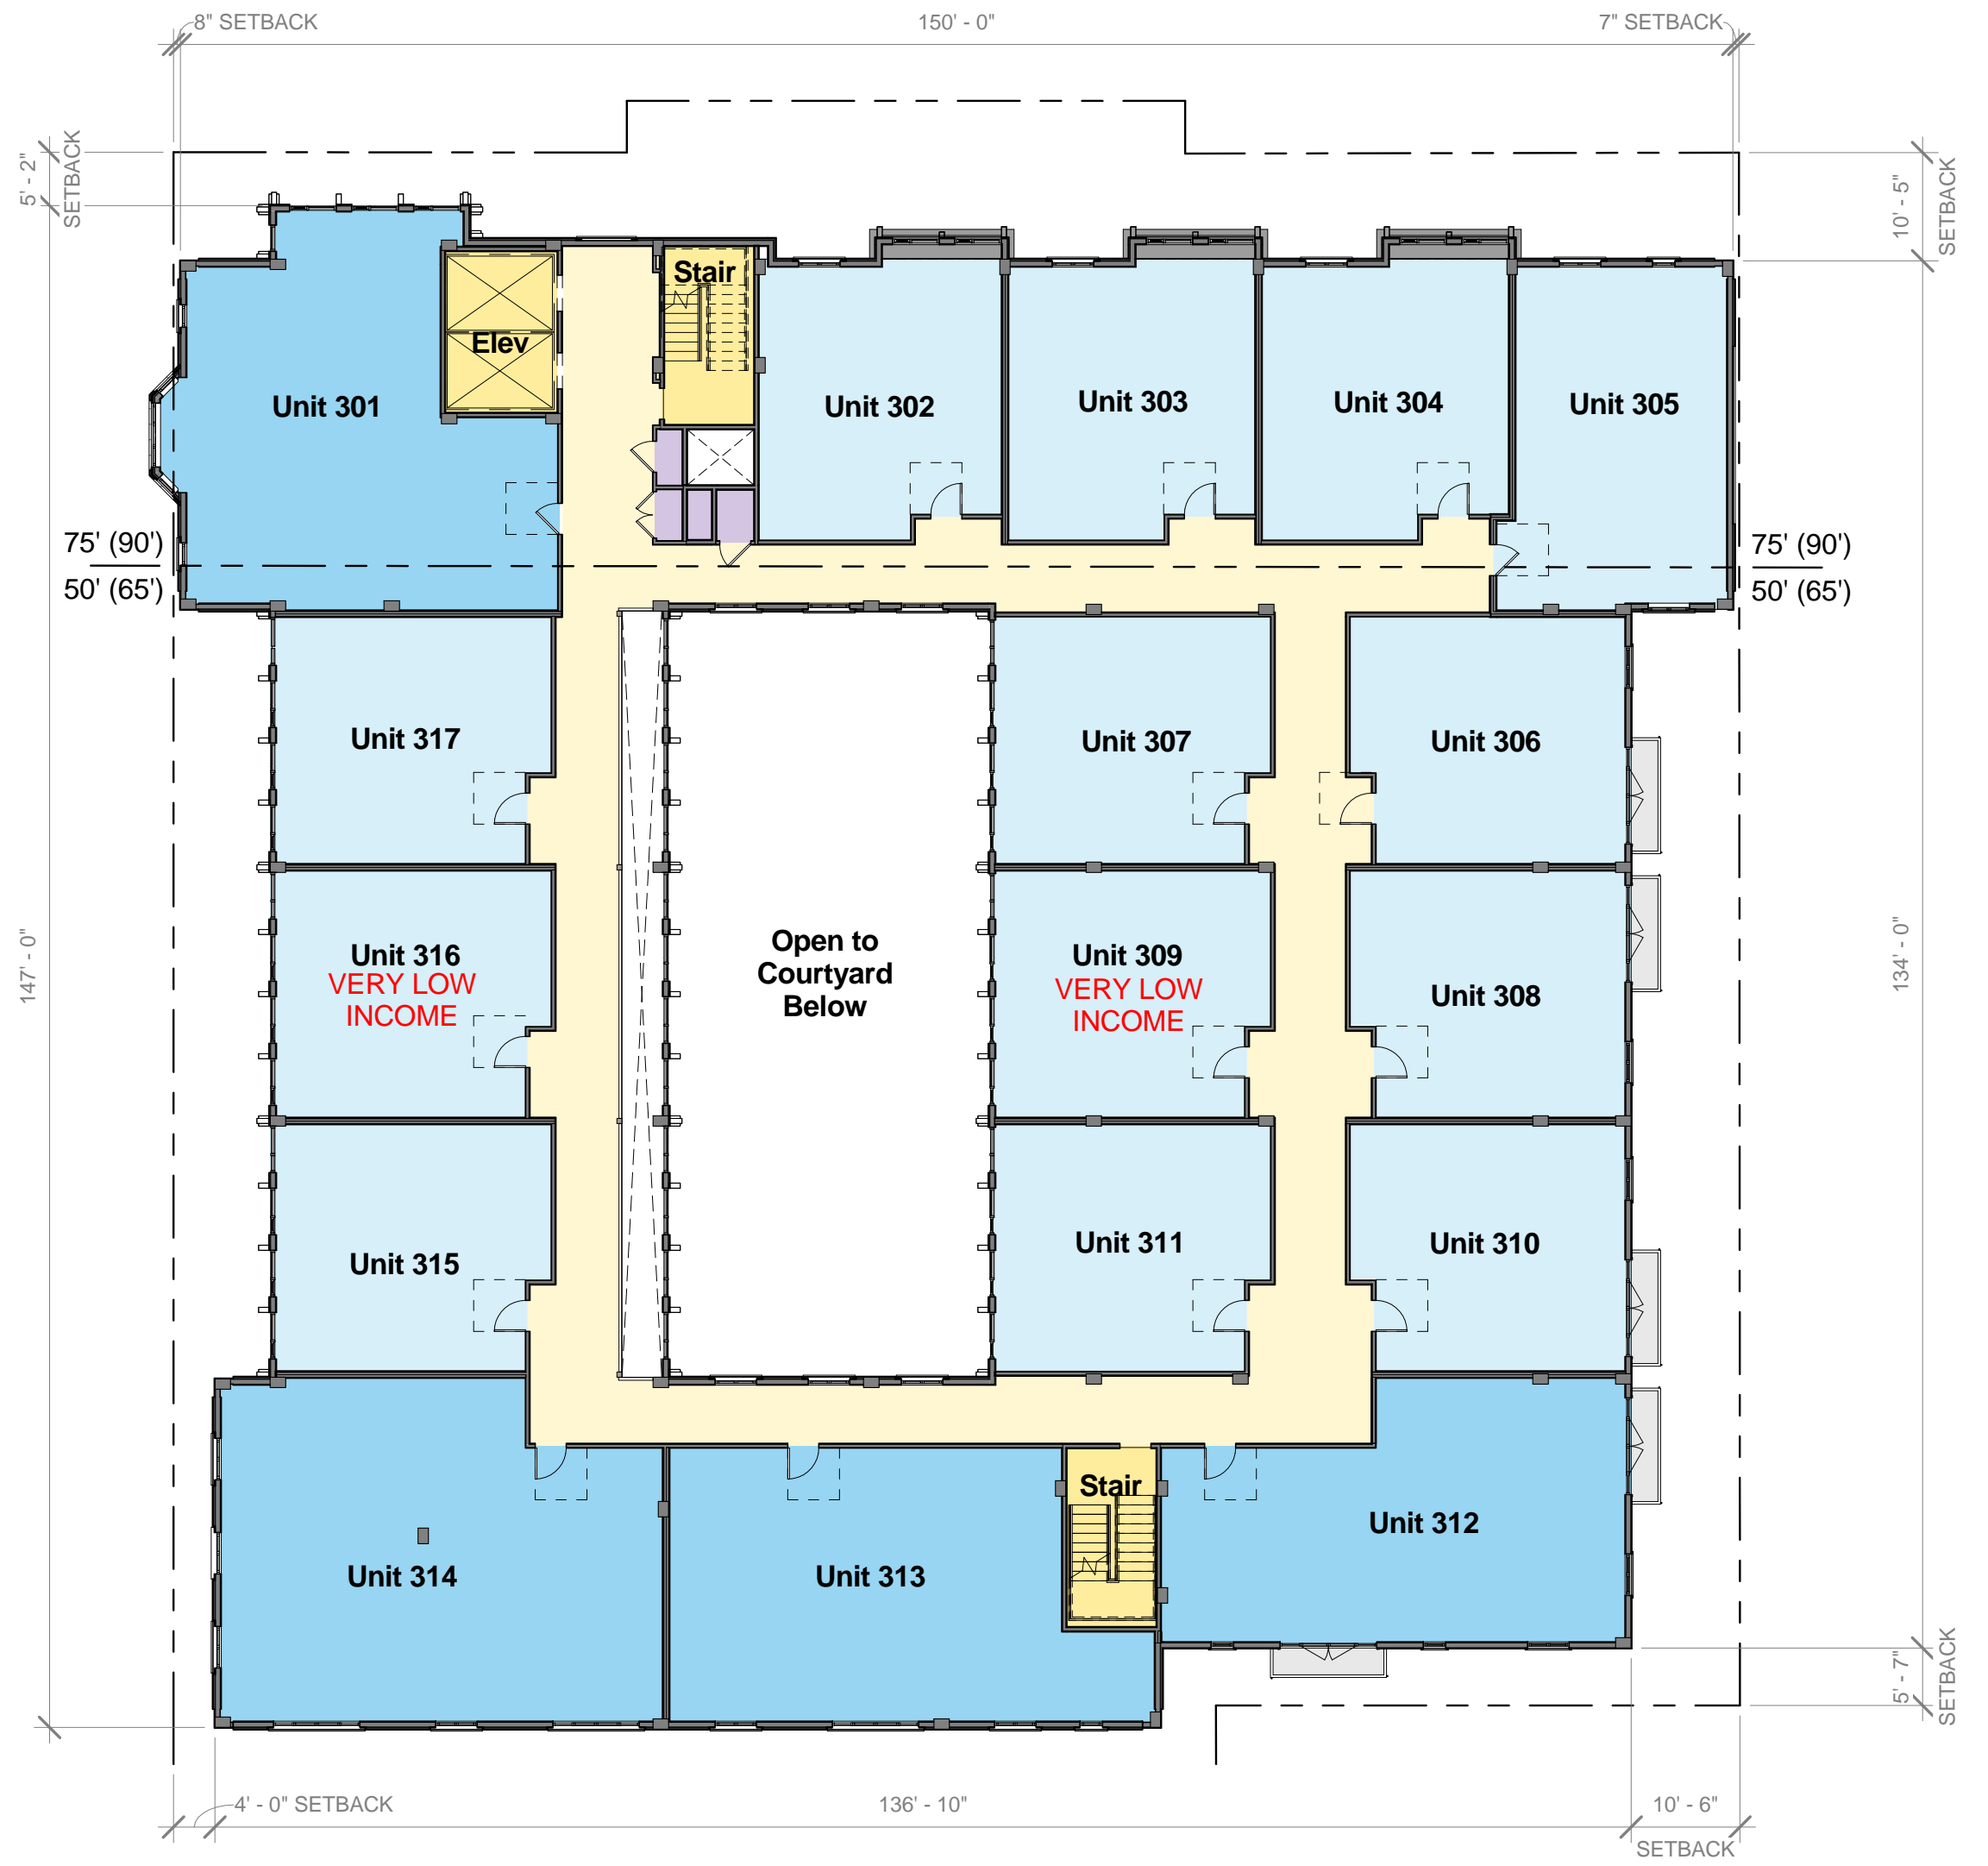 8" SETBACK
150' - 0"
7" SETBACK
5' - 2"
SETBACK
10' - 5"
SETBACK
Stair
Elev
Unit 301
Unit 302
Unit 303
Unit 304
Unit 305
75' (90')
50' (65')
75' (90')
50' (65')
Unit 317
Unit 307
Unit 306
147' - 0"
134' - 0"
Unit 316
VERY LOW
INCOME
Open to
Courtyard
Below
Unit 309
VERY LOW
INCOME
Unit 308
Unit 315
Unit 311
Unit 310
Stair
Unit 314
Unit 313
Unit 312
5' - 7"
SETBACK
4' - 0" SETBACK
136' - 10"
10' - 6"
SETBACK